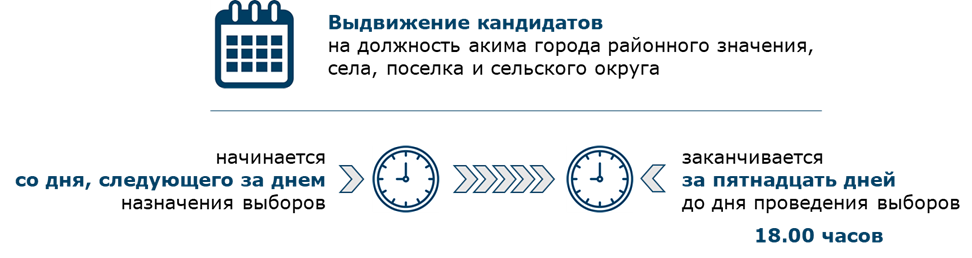 Выдвижение кандидатов
на должность акима города районного значения,
села, поселка и сельского округа
начинается
со дня, следующего за днем
назначения выборов
заканчивается
за пятнадцать дней
до дня проведения выборов
18.00 часов